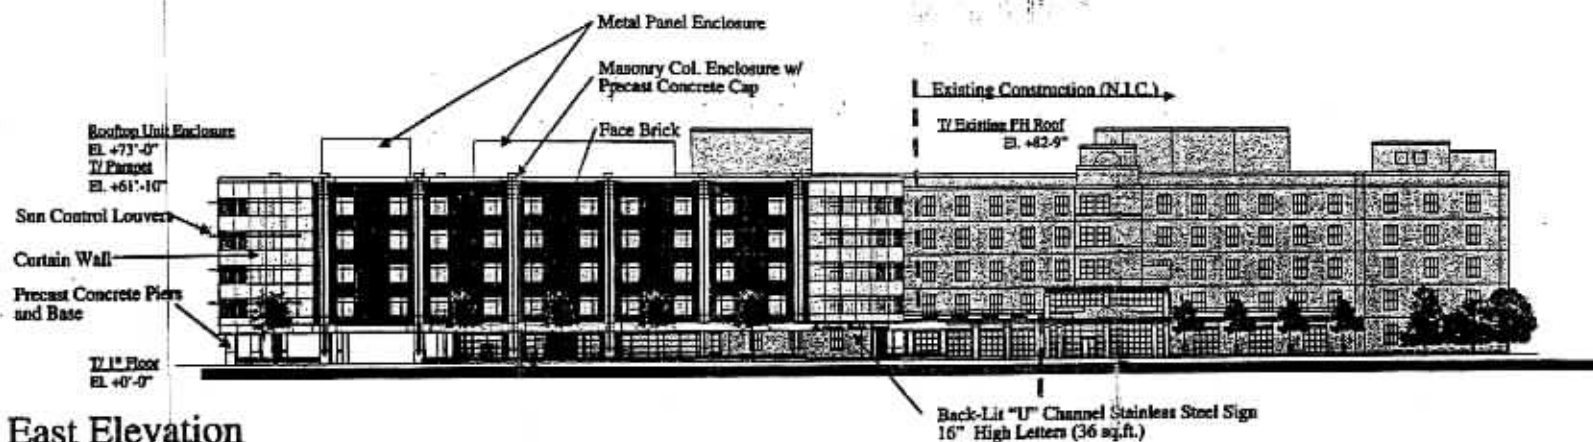 Metal Panel Enclosure
Masonry Col. Enclosure w/
Precast Concrete Cap
Existing Construction (N.I.C.)
Rooftop Unit Enclosure
EL. +73'-0"
T/ Parapet
EL. +61'-10"
Face Brick
T/ Existing PH Roof
EL. +82-9"
Sun Control Louvers
Curtain Wall
Precast Concrete Piers
and Base
T/ 1st Floor
EL. +0'-0"
Back-Lit "U" Channel Stainless Steel Sign
16" High Letters (36 sq.ft.)
East Elevation